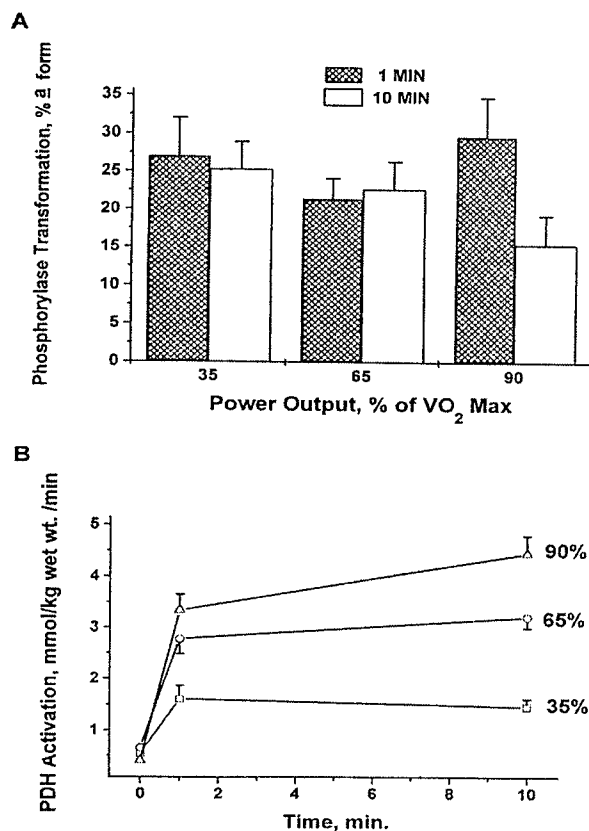 A
Phosphorylase Transformation, % a form
1 MIN
10 MIN
35
30
25
20
15
10
5
0
35 65 90
Power Output, % of VO2 Max
B
PDH Activation, mmol/kg wet wt. /min
5
4
3
2
1
90%
65%
35%
0 2 4 6 8 10
Time, min.